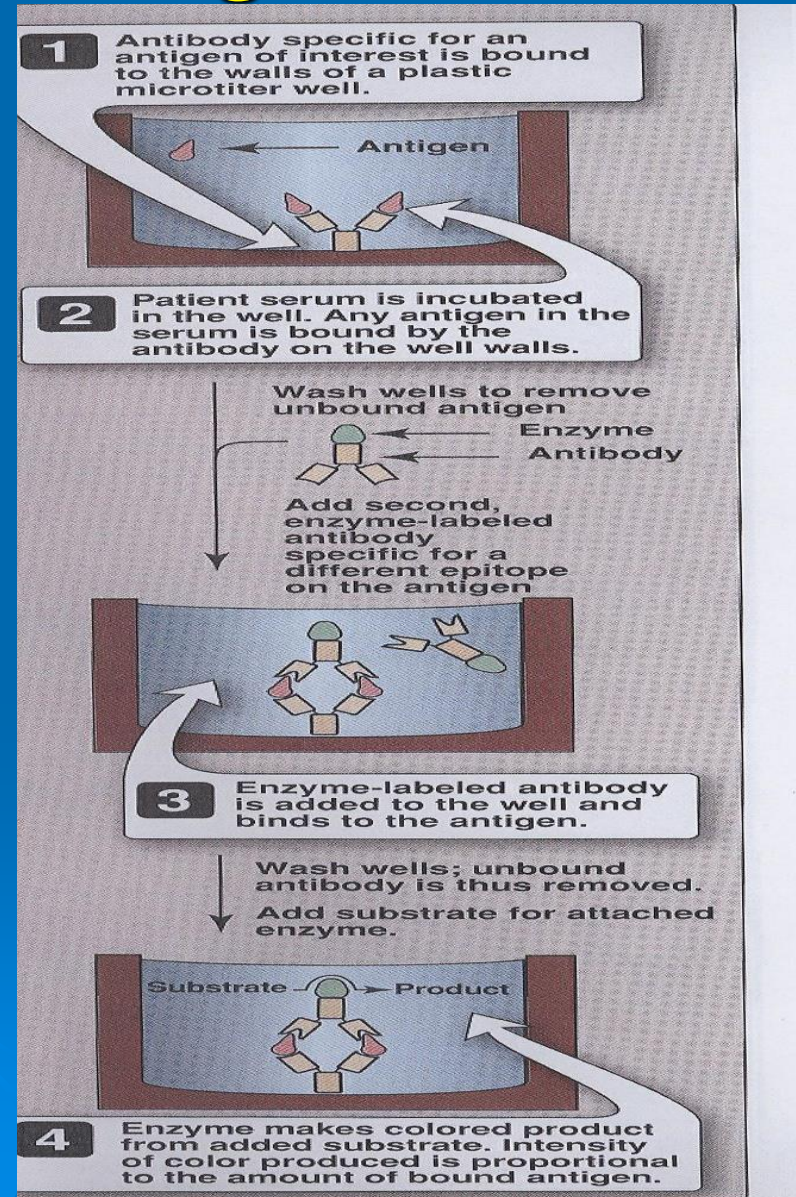 1
Antibody specific for an
antigen of interest is bound
to the walls of a plastic
microtiter well.
Antigen
2
Patient serum is incubated
in the well. Any antigen in the
serum is bound by the
antibody on the well walls.
Wash wells to remove
unbound antigen
Enzyme
Antibody
Add second,
enzyme-labeled
antibody
specific for a
different epitope
on the antigen
3
Enzyme-labeled antibody
is added to the well and
binds to the antigen.
Wash wells; unbound
antibody is thus removed.
Add substrate for attached
enzyme.
Substrate
Product
4
Enzyme makes colored product
from added substrate. Intensity
of color produced is proportional
to the amount of bound antigen.